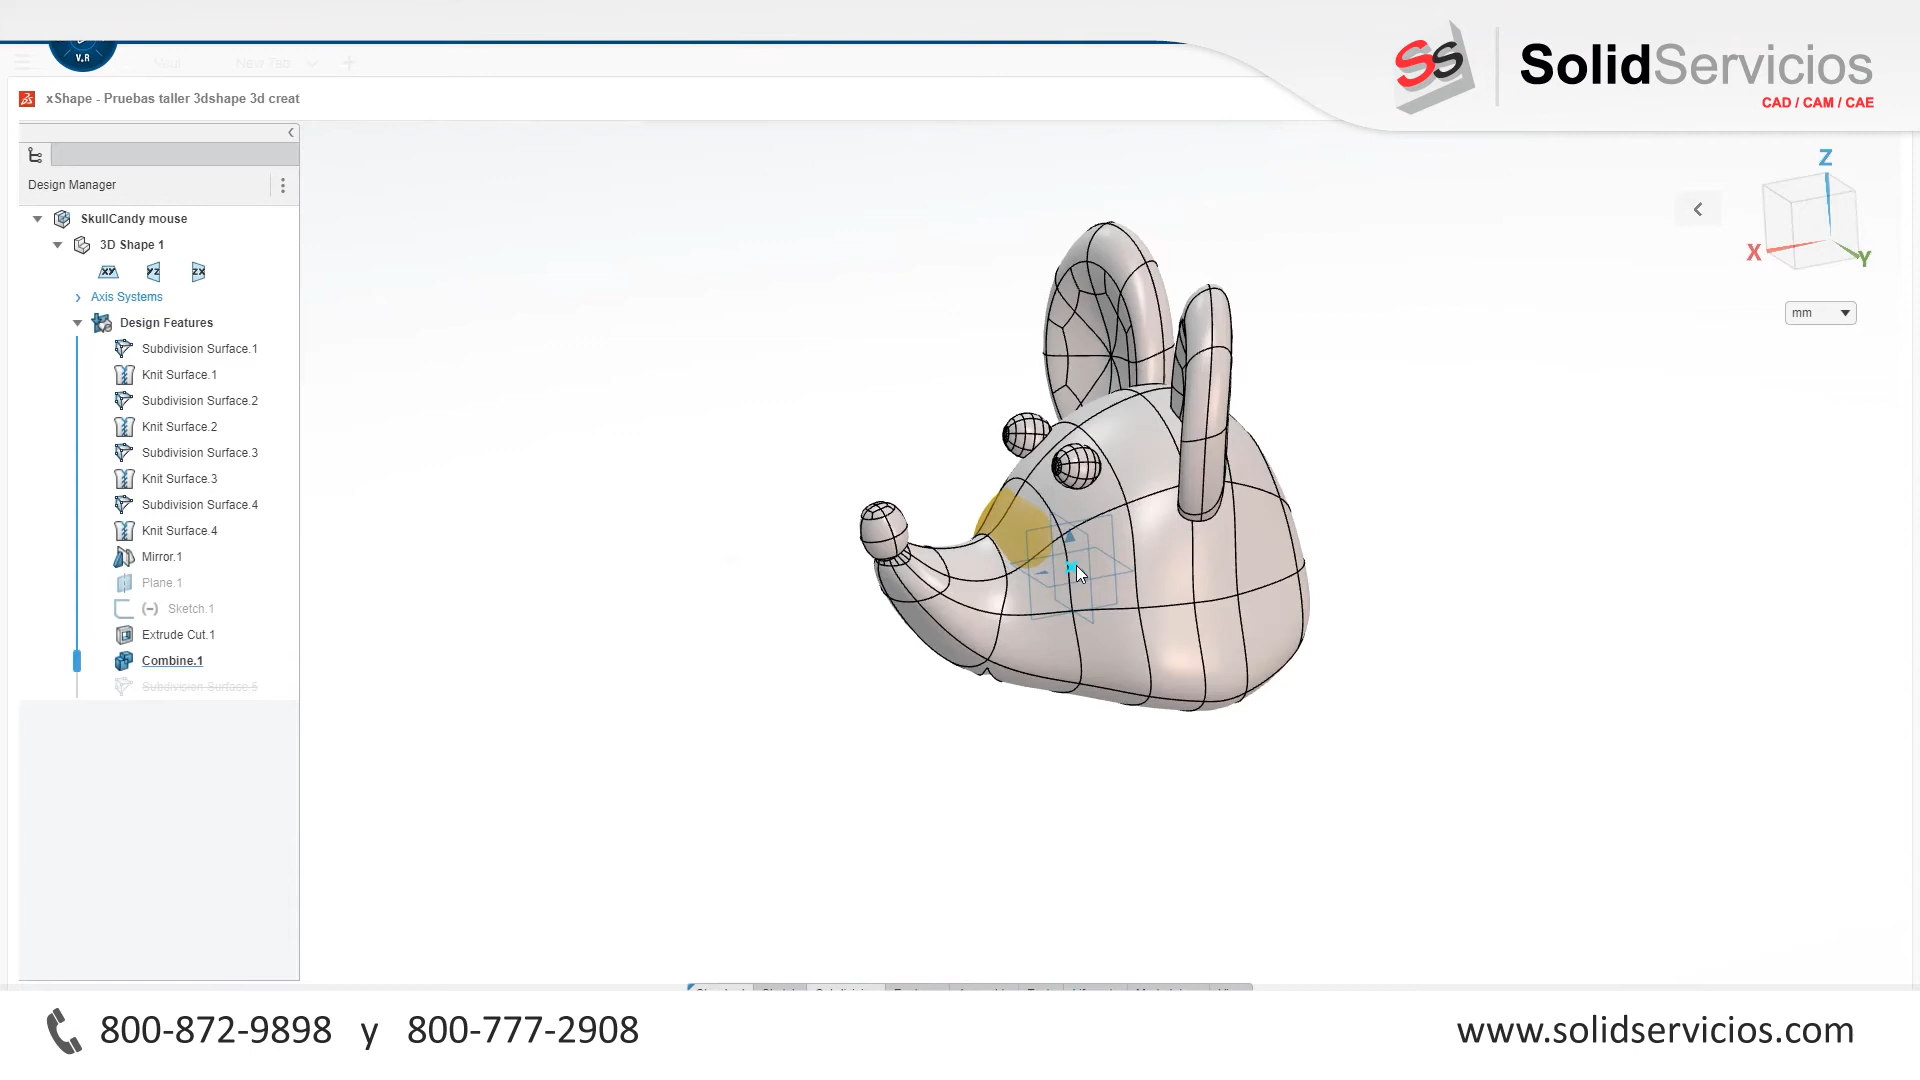 V.R
New Tab
xShape - Pruebas taller 3dshape 3d creat
SS
SolidServicios
CAD / CAM / CAE
Design Manager
SkullCandy mouse
3D Shape 1
XY YZ ZX
Axis Systems
Design Features
Subdivision Surface.1
Knit Surface.1
Subdivision Surface.2
Knit Surface.2
Subdivision Surface.3
Knit Surface.3
Subdivision Surface.4
Knit Surface.4
Mirror.1
Plane.1
(-) Sketch.1
Extrude Cut.1
Combine.1
Subdivision Surface.5
Z
X
Y
mm
800-872-9898 y 800-777-2908
www.solidservicios.com